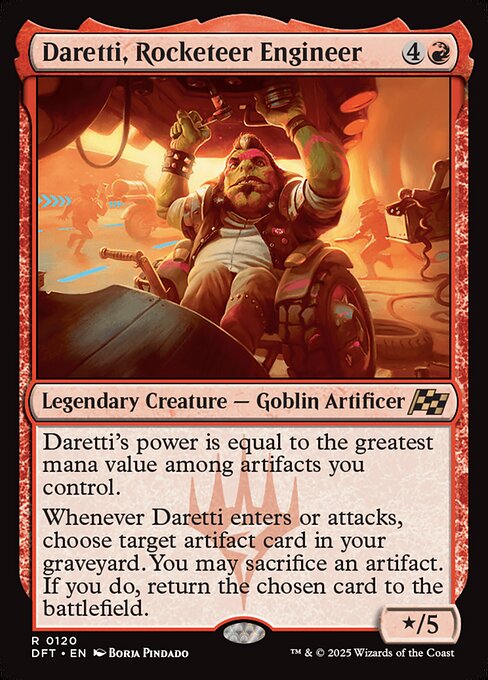 Daretti, Rocketeer Engineer 4
Legendary Creature — Goblin Artificer
Daretti's power is equal to the greatest
mana value among artifacts you
control.
Whenever Daretti enters or attacks,
choose target artifact card in your
graveyard. You may sacrifice an artifact.
If you do, return the chosen card to the
battlefield.
★/5
R 0120
DFT • EN Borja Pindado
™ & © 2025 Wizards of the Coast